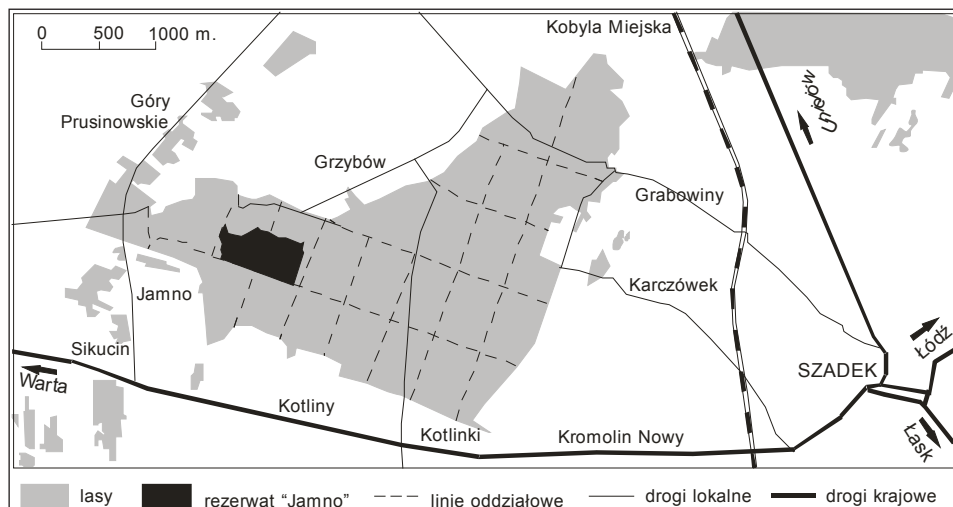 0 500 1000 m.
Kobyla Miejska
Góry
Prusinowskie
Uniejów
Grzybów
Grabowiny
Karczówek
Jamno
Sikucin
Warta
SZADEK
Łódź
Kotliny
Kotlinki
Kromolin Nowy
Łask
lasy
rezerwat “Jamno”
linie oddziałowe
drogi lokalne
drogi krajowe